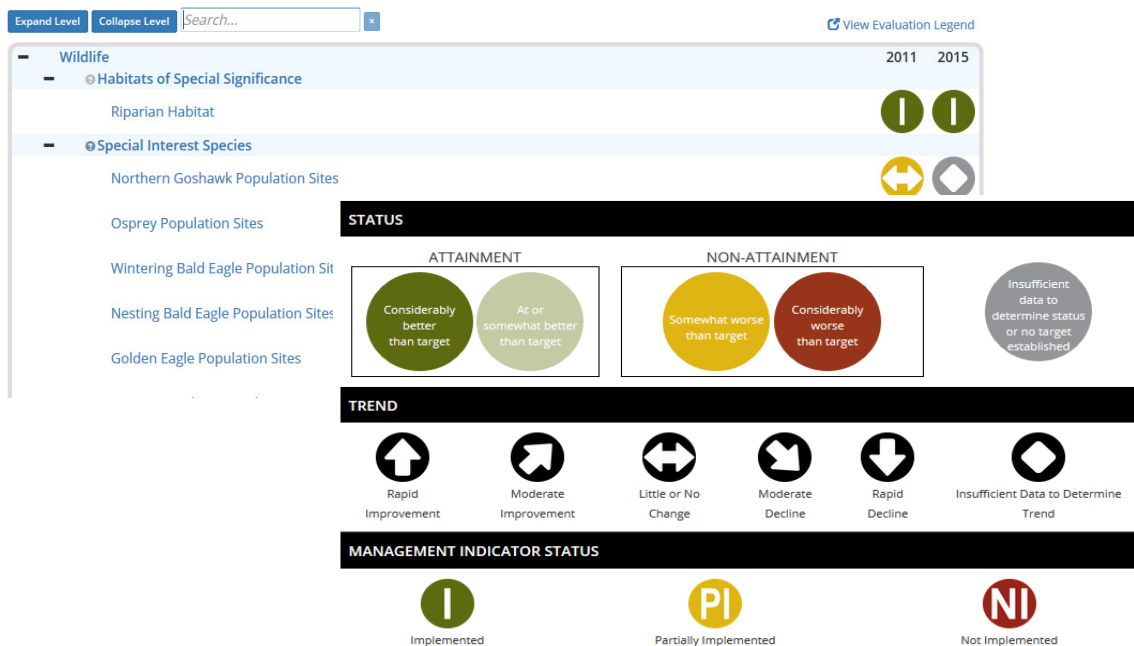 Expand Level Collapse Level Search... ×
View Evaluation Legend
Wildlife 2011 2015
Habitats of Special Significance
Riparian Habitat I I
Special Interest Species
Northern Goshawk Population Sites
Osprey Population Sites
Wintering Bald Eagle Population Sit
Nesting Bald Eagle Population Sites
Golden Eagle Population Sites
STATUS
ATTAINMENT
NON-ATTAINMENT
Considerably
better
than target
At or
somewhat better
than target
Somewhat worse
than target
Considerably
worse
than target
Insufficient
data to
determine status
or no target
established
TREND
Rapid
Improvement
Moderate
Improvement
Little or No
Change
Moderate
Decline
Rapid
Decline
Insufficient Data to Determine
Trend
MANAGEMENT INDICATOR STATUS
I
Implemented
PI
Partially Implemented
NI
Not Implemented